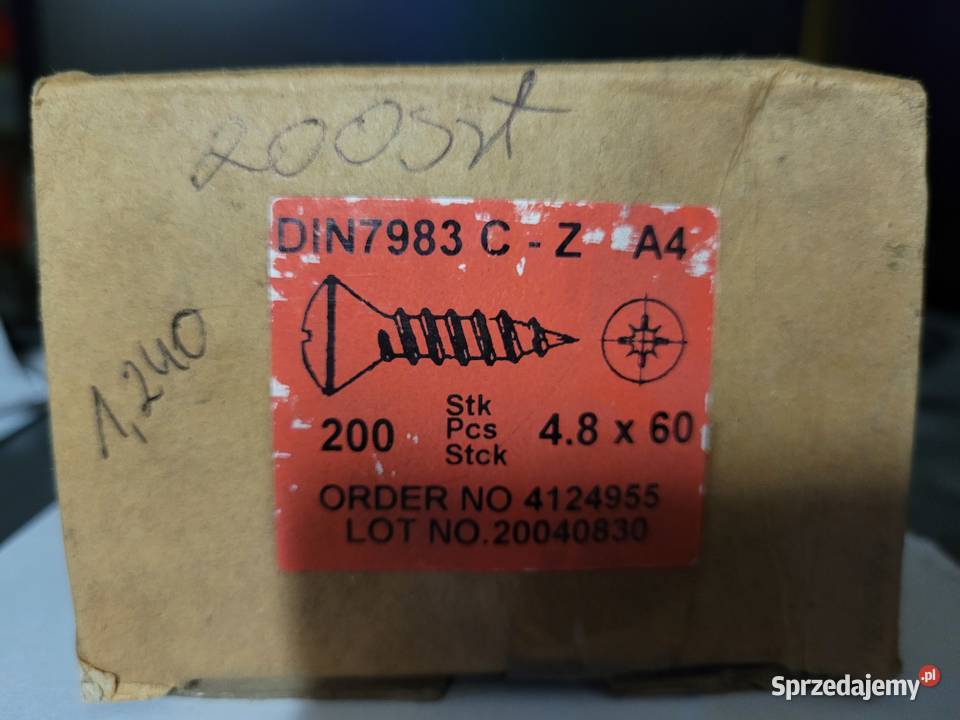 200szt
DIN7983 C - Z A4
1,240
200 Stk Pcs Stck 4.8 x 60
ORDER NO 4124955
LOT NO.20040830
Sprzedajemy.pl